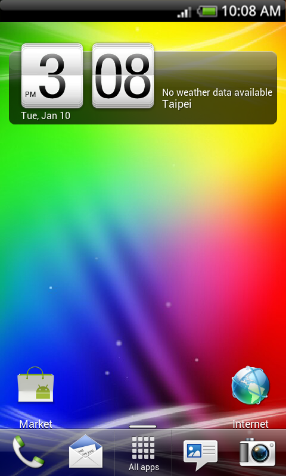 10:08 AM
3 08
PM
No weather data available
Taipei
Tue, Jan 10
Market
Internet
All apps